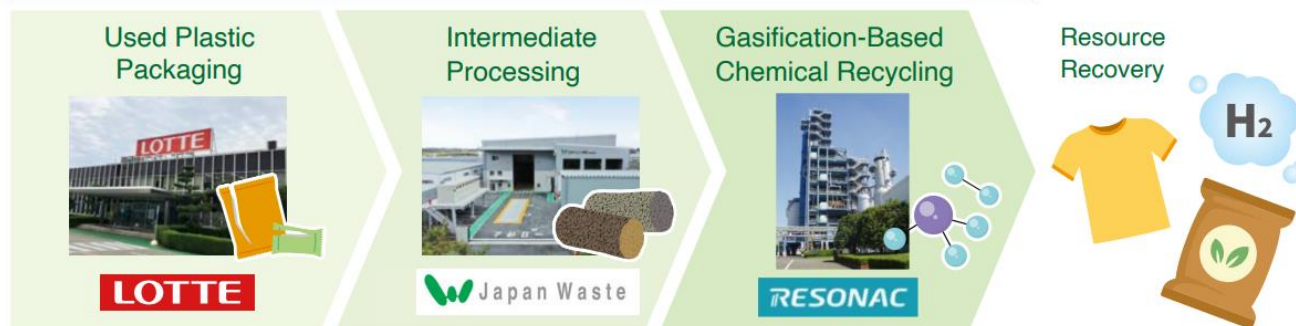 Used Plastic
Packaging
LOTTE
LOTTE
Intermediate
Processing
Japan Waste
Gasification-Based
Chemical Recycling
RESONAC
Resource
Recovery
H₂